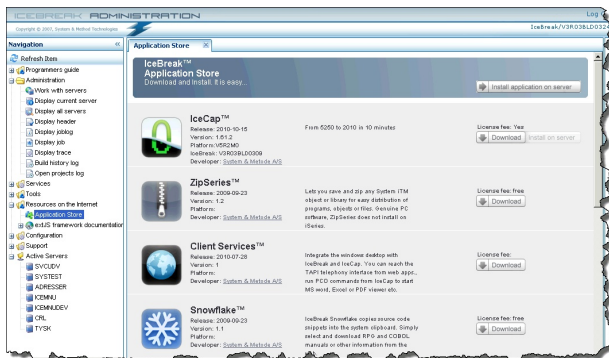 ICEBREAK ADMINISTRATION
Log
Copyright © 2007, System & Method Technologies
IceBreak/V3R03BLD0324
Navigation
Refresh Item
Programmers guide
Administration
Work with servers
Display current server
Display all servers
Display header
Display joblog
Display job
Display trace
Build history log
Open projects log
Services
Tools
Resources on the Internet
Application Store
extJS framework documentation
Configuration
Support
Active Servers
SVCUDV
SYSTEST
ADRESSER
ICEMNU
ICEMNUDEV
CRL
TYSK
Application Store
IceBreak™
Application Store
Download and Install. It is easy...
Install application on server
IceCap™
Release: 2010-10-15
Version: 1.61.2
Platform:V5R2M0
IceBreak: V3R03BLD0308
Developer: System & Metode A/S
From 5250 to 2010 in 10 minutes
License fee: Yes
Download
Install on server
ZipSeries™
Release: 2009-09-23
Version: 1.2
Platform:
Developer: System & Metode A/S
Lets you save and zip any System iTM
object or library for easy distribution of
programs, objects or files. Genuine PC
software, ZipSeries does not install on
iSeries.
License fee: free
Download
Client Services™
Release: 2010-07-26
Version: 1
Platform:
Developer: System & Metode A/S
Integrate the windows desktop with
IceBreak and IceCap. You can reach the
TAPI telephony interface from web apps.,
run PCO commands from IceCap to start
MS word, Excel or PDF viewer etc.
License fee:
Download
Snowflake™
Release: 2009-09-23
Version: 1.1
Platform:
Developer: System & Metode A/S
IceBreak Snowflake copies source code
snippets into the system clipboard. Simply
select and download RPG and COBOL
manuals or other information from the
License fee: free
Download